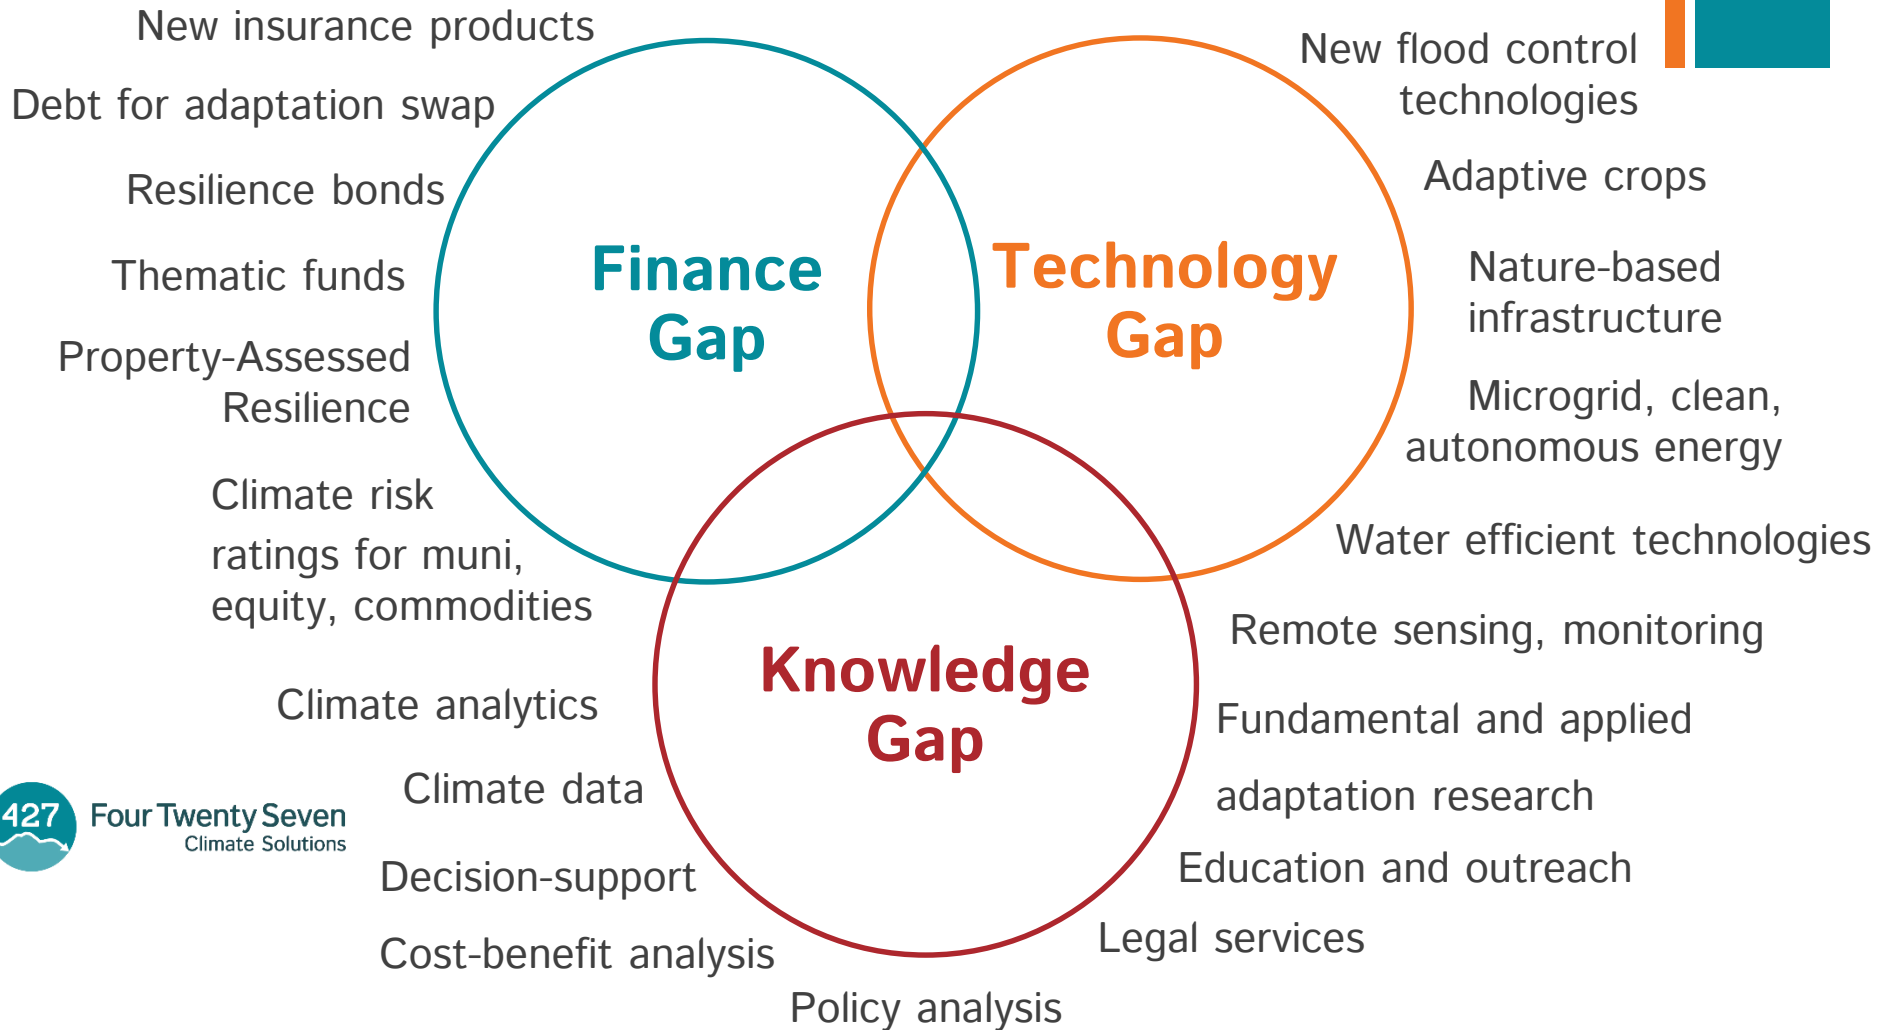 New insurance products
Debt for adaptation swap
Resilience bonds
Thematic funds
Property-Assessed
Resilience
Climate risk
ratings for muni,
equity, commodities
Climate analytics
Climate data
Decision-support
Cost-benefit analysis
Policy analysis
Finance
Gap
Technology
Gap
Knowledge
Gap
New flood control
technologies
Adaptive crops
Nature-based
infrastructure
Microgrid, clean,
autonomous energy
Water efficient technologies
Remote sensing, monitoring
Fundamental and applied
adaptation research
Education and outreach
Legal services
427
Four Twenty Seven
Climate Solutions